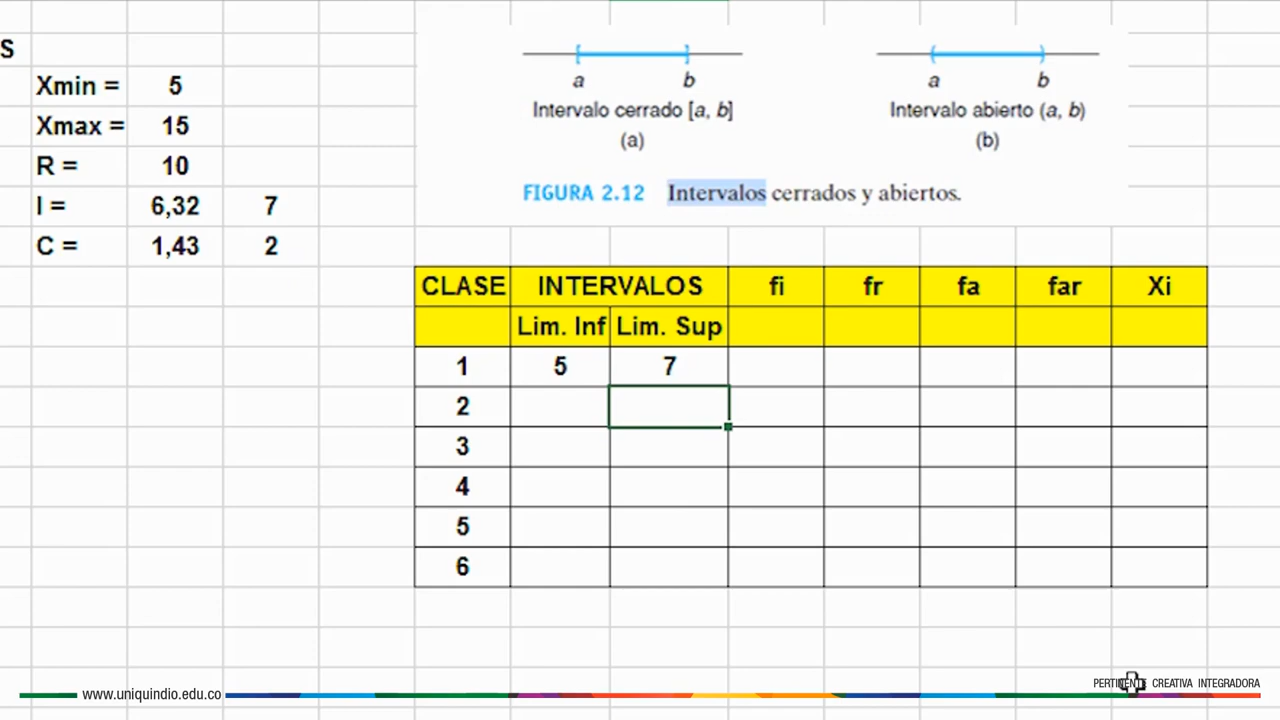 S
Xmin = 5
Xmax = 15
R = 10
I = 6,32 7
C = 1,43 2
a b
Intervalo cerrado [a, b]
(a)
a b
Intervalo abierto (a, b)
(b)
FIGURA 2.12 Intervalos cerrados y abiertos.
CLASE INTERVALOS fi fr fa far Xi
Lim. Inf Lim. Sup
1 5 7
2
3
4
5
6
www.uniquindio.edu.co
PERTINENTE CREATIVA INTEGRADORA